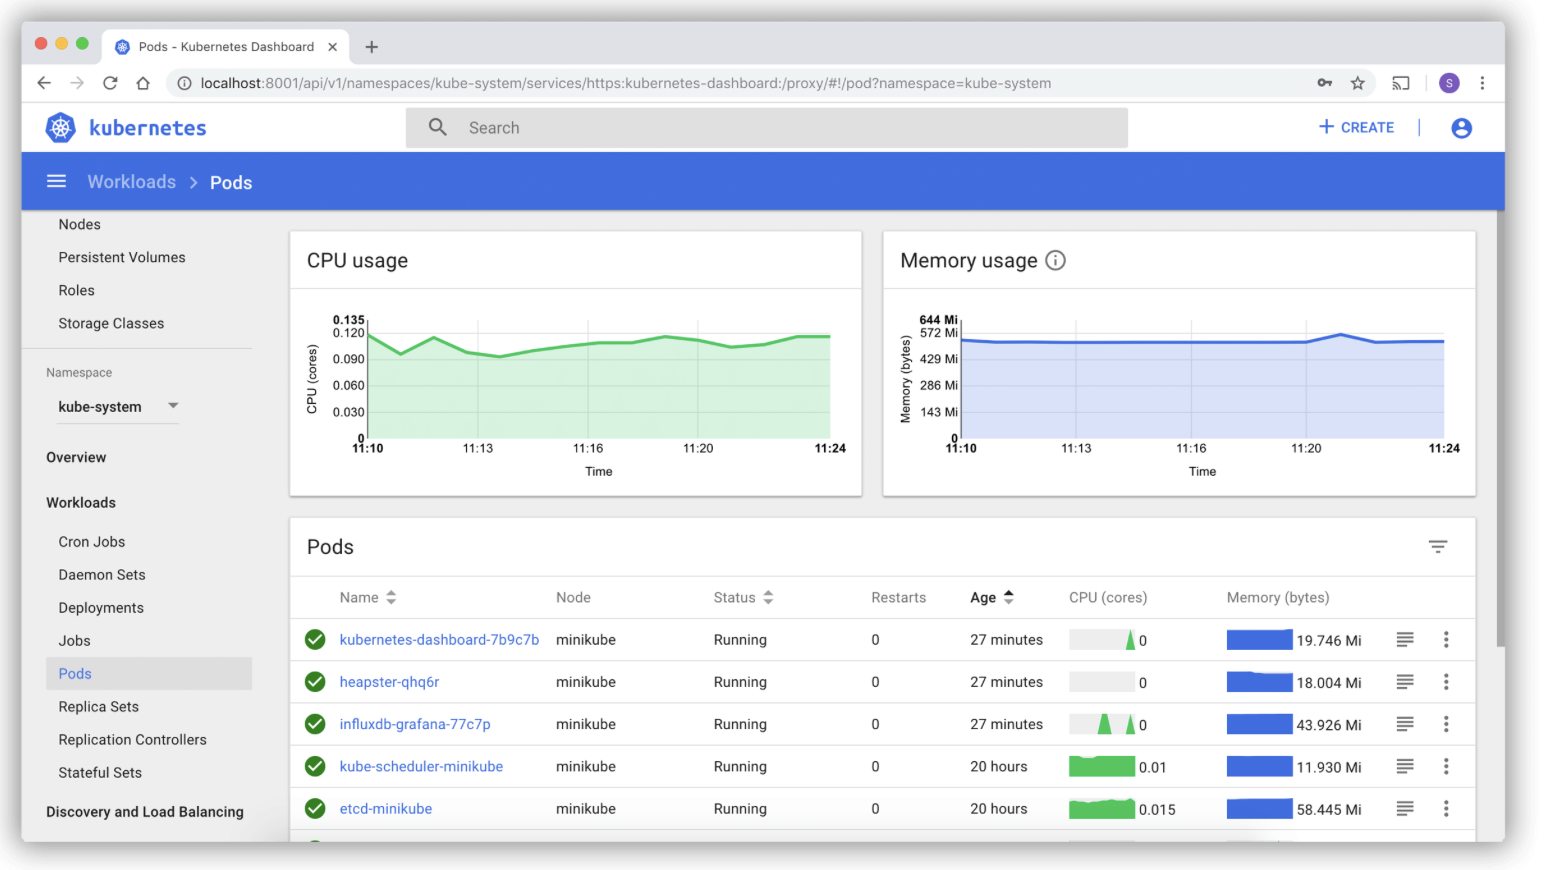 Pods - Kubernetes Dashboard
localhost:8001/api/v1/namespaces/kube-system/services/https:kubernetes-dashboard:/proxy/#!/pod?namespace=kube-system
S
kubernetes
Search
+ CREATE
Workloads > Pods
Nodes
Persistent Volumes
Roles
Storage Classes
Namespace
kube-system
Overview
Workloads
Cron Jobs
Daemon Sets
Deployments
Jobs
Pods
Replica Sets
Replication Controllers
Stateful Sets
Discovery and Load Balancing
CPU usage
CPU (cores)
0.135
0.120
0.090
0.060
0.030
0
11:10 11:13 11:16 11:20 11:24
Time
Memory usage
Memory (bytes)
644 Mi
572 Mi
429 Mi
286 Mi
143 Mi
0
11:10 11:13 11:16 11:20 11:24
Time
Pods
Name Node Status Restarts Age CPU (cores) Memory (bytes)
kubernetes-dashboard-7b9c7b minikube Running 0 27 minutes 0 19.746 Mi
heapster-qhq6r minikube Running 0 27 minutes 0 18.004 Mi
influxdb-grafana-77c7p minikube Running 0 27 minutes 0 43.926 Mi
kube-scheduler-minikube minikube Running 0 20 hours 0.01 11.930 Mi
etcd-minikube minikube Running 0 20 hours 0.015 58.445 Mi